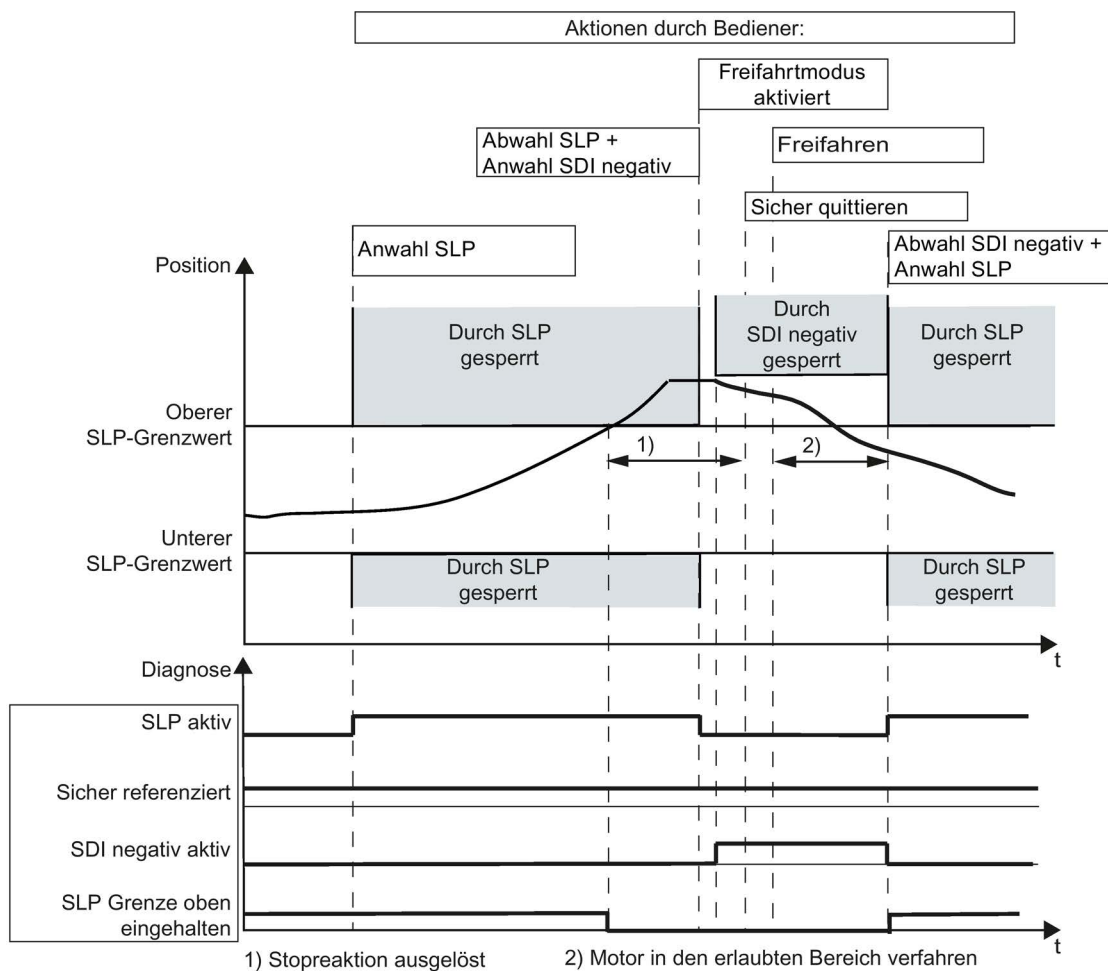 Aktionen durch Bediener:
Freifahrtmodus
aktiviert
Abwahl SLP +
Anwahl SDI negativ
Freifahren
Sicher quittieren
Anwahl SLP
Abwahl SDI negativ +
Anwahl SLP
Position
Durch SLP
gesperrt
Durch
SDI negativ
gesperrt
Durch SLP
gesperrt
Oberer
SLP-Grenzwert
1)
2)
Unterer
SLP-Grenzwert
Durch SLP
gesperrt
Durch SLP
gesperrt
t
Diagnose
SLP aktiv
Sicher referenziert
SDI negativ aktiv
SLP Grenze oben
eingehalten
t
1) Stopreaktion ausgelöst
2) Motor in den erlaubten Bereich verfahren